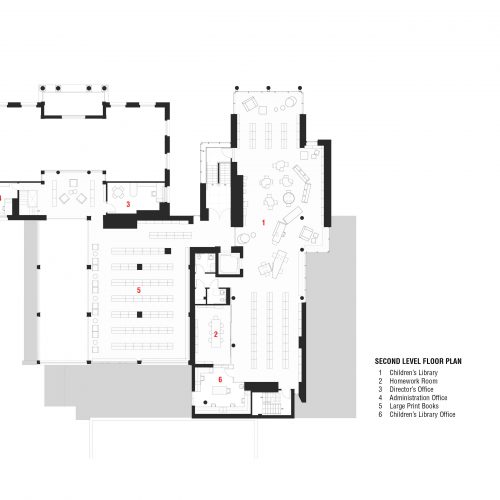 3
1
5
2
6
SECOND LEVEL FLOOR PLAN
1 Children's Library
2 Homework Room
3 Director's Office
4 Administration Office
5 Large Print Books
6 Children's Library Office